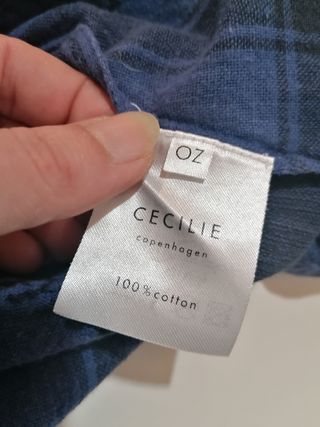 OZ
CECILIE
copenhagen
100% cotton